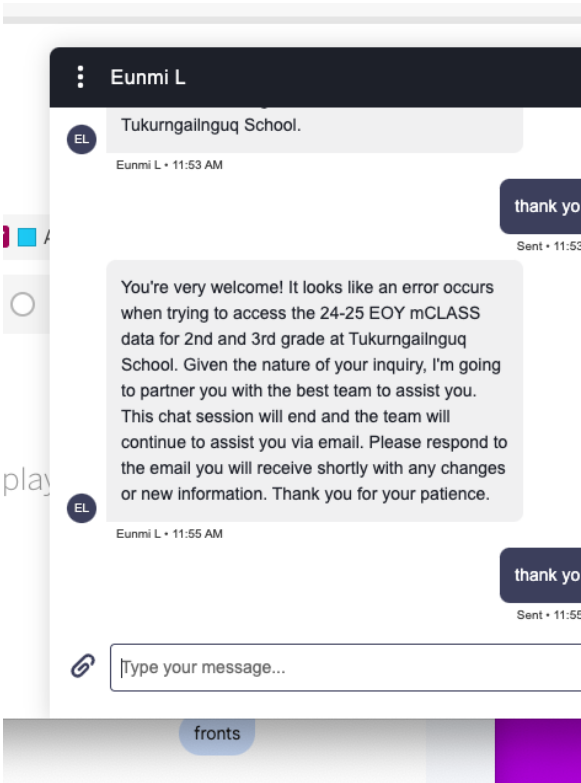 Eunmi L
Tukurngailnguq School.
EL
Eunmi L • 11:53 AM
thank yo
Sent • 11:53
You're very welcome! It looks like an error occurs
when trying to access the 24-25 EOY mCLASS
data for 2nd and 3rd grade at Tukurngailnguq
School. Given the nature of your inquiry, I'm going
to partner you with the best team to assist you.
This chat session will end and the team will
continue to assist you via email. Please respond to
the email you will receive shortly with any changes
or new information. Thank you for your patience.
EL
Eunmi L • 11:55 AM
thank yo
Sent • 11:55
Type your message...
play
fronts